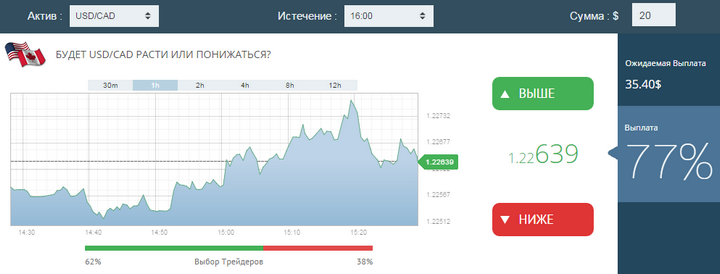 Актив : USD/CAD Истечение : 16:00 Сумма : $ 20
БУДЕТ USD/CAD РАСТИ ИЛИ ПОНИЖАТЬСЯ?
30m 1h 2h 4h 8h 12h
1.22732
1.22677
1.22639
1.22567
1.22512
14:30 14:40 14:50 15:00 15:10 15:20
62% Выбор Трейдеров 38%
ВЫШЕ
1.22639
НИЖЕ
Ожидаемая Выплата
35.40$
Выплата
77%